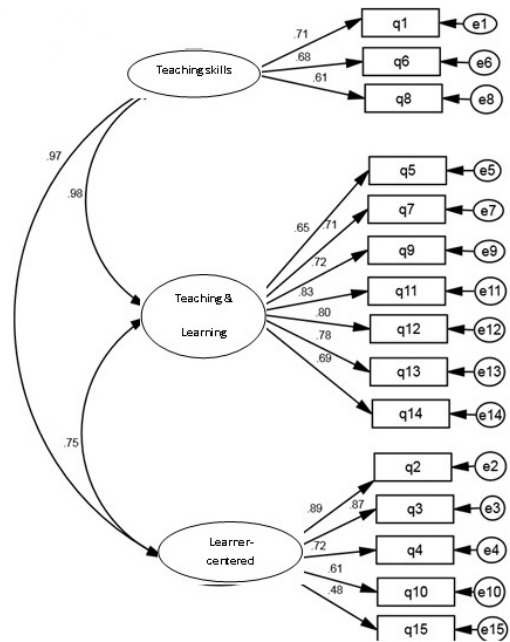 .71
q1
e1
Teaching skills
.68
q6
e6
.61
q8
e8
.97
.98
.65
q5
e5
.71
q7
e7
.72
q9
e9
Teaching &
Learning
.83
q11
e11
.80
q12
e12
.78
q13
e13
.69
q14
e14
.75
.89
q2
e2
.87
q3
e3
Learner-
centered
.72
q4
e4
.61
q10
e10
.48
q15
e15